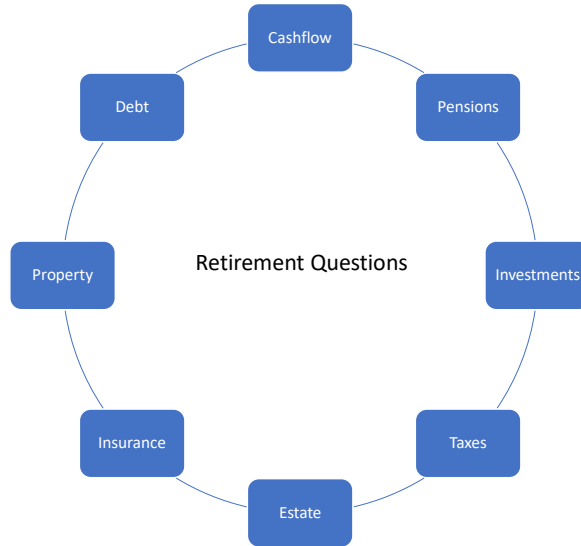 Cashflow
Pensions
Investments
Taxes
Estate
Insurance
Property
Debt
Retirement Questions